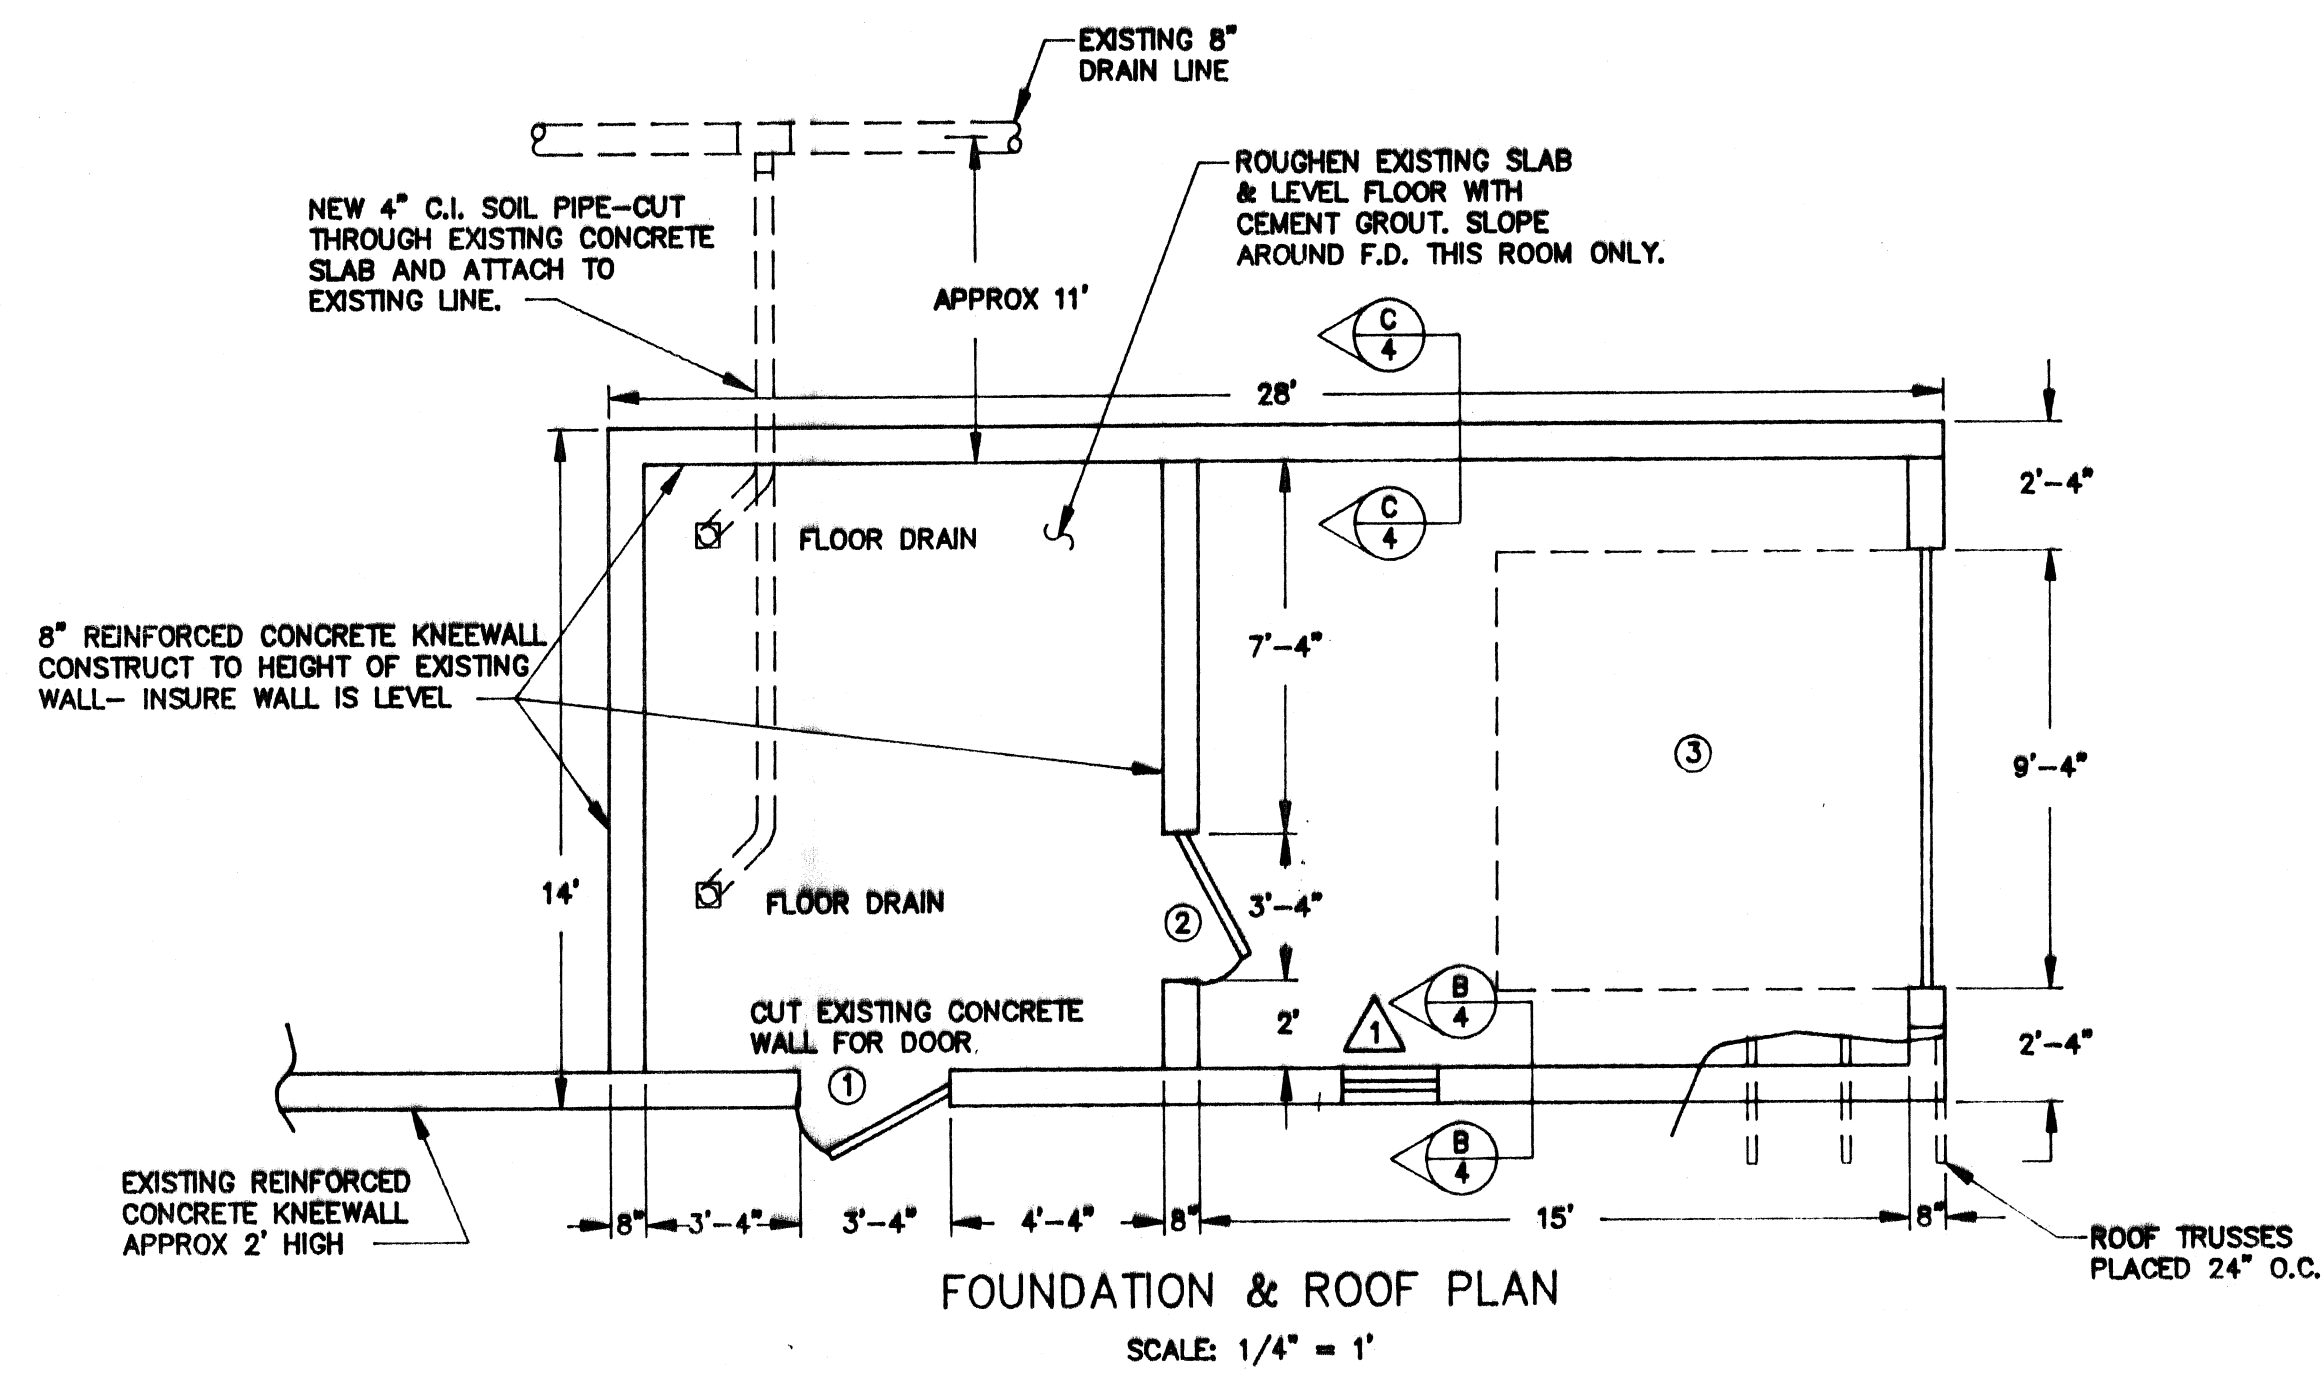 EXISTING 8"
DRAIN LINE
ROUGHEN EXISTING SLAB
& LEVEL FLOOR WITH
CEMENT GROUT. SLOPE
AROUND F.D. THIS ROOM ONLY.
NEW 4" C.I. SOIL PIPE-CUT
THROUGH EXISTING CONCRETE
SLAB AND ATTACH TO
EXISTING LINE.
APPROX 11'
C
4
28'
2'-4"
C
4
FLOOR DRAIN
8" REINFORCED CONCRETE KNEEWALL
CONSTRUCT TO HEIGHT OF EXISTING
WALL- INSURE WALL IS LEVEL
7'-4"
3
9'-4"
14'
FLOOR DRAIN
2
3'-4"
CUT EXISTING CONCRETE
WALL FOR DOOR.
1
2'
1
B
4
2'-4"
B
4
EXISTING REINFORCED
CONCRETE KNEEWALL
APPROX 2' HIGH
8"
3'-4"
3'-4"
4'-4"
8"
15'
8"
ROOF TRUSSES
PLACED 24" O.C.
FOUNDATION & ROOF PLAN
SCALE: 1/4" = 1'